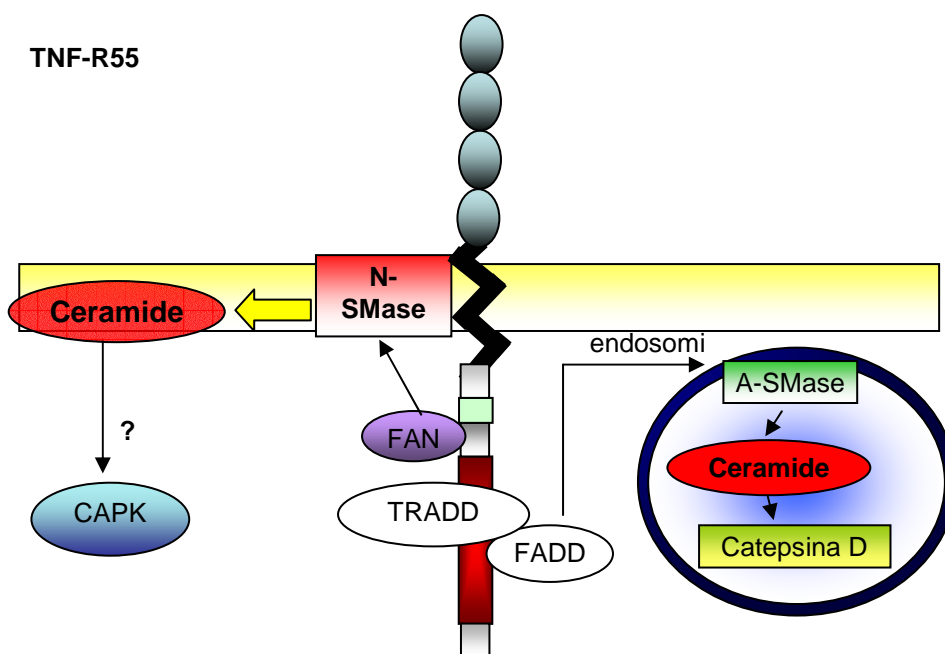 TNF-R55
N-
SMase
Ceramide
endosomi
A-SMase
?
FAN
Ceramide
CAPK
TRADD
FADD
Catepsina D